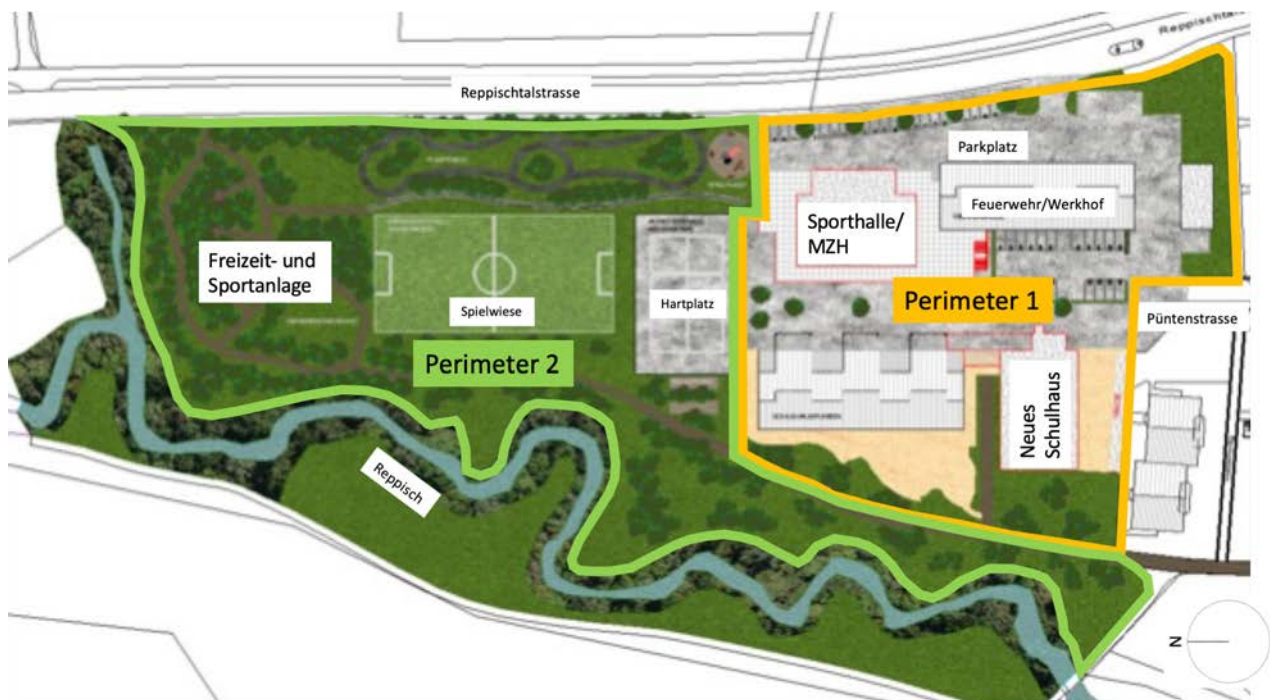 Reppischtalstrasse
Reppischtalstrasse
Parkplatz
Feuerwehr/Werkhof
Sporthalle/
MZH
Freizeit- und
Sportanlage
Spielwiese
Hartplatz
Perimeter 1
Püntenstrasse
Perimeter 2
Neues
Schulhaus
Reppisch
N